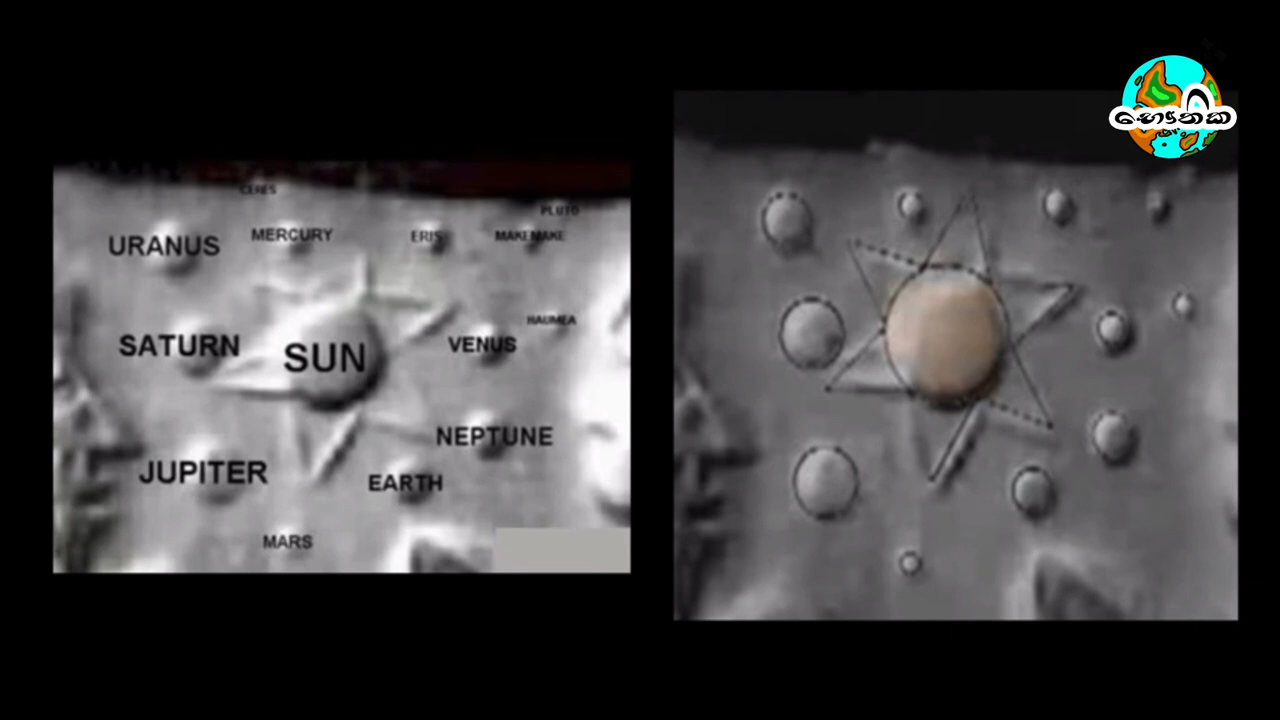 භෞතික
CERES
PLUTO
URANUS
MERCURY
ERIS
MAKEMAKE
HAUMEA
SATURN
SUN
VENUS
NEPTUNE
JUPITER
EARTH
MARS